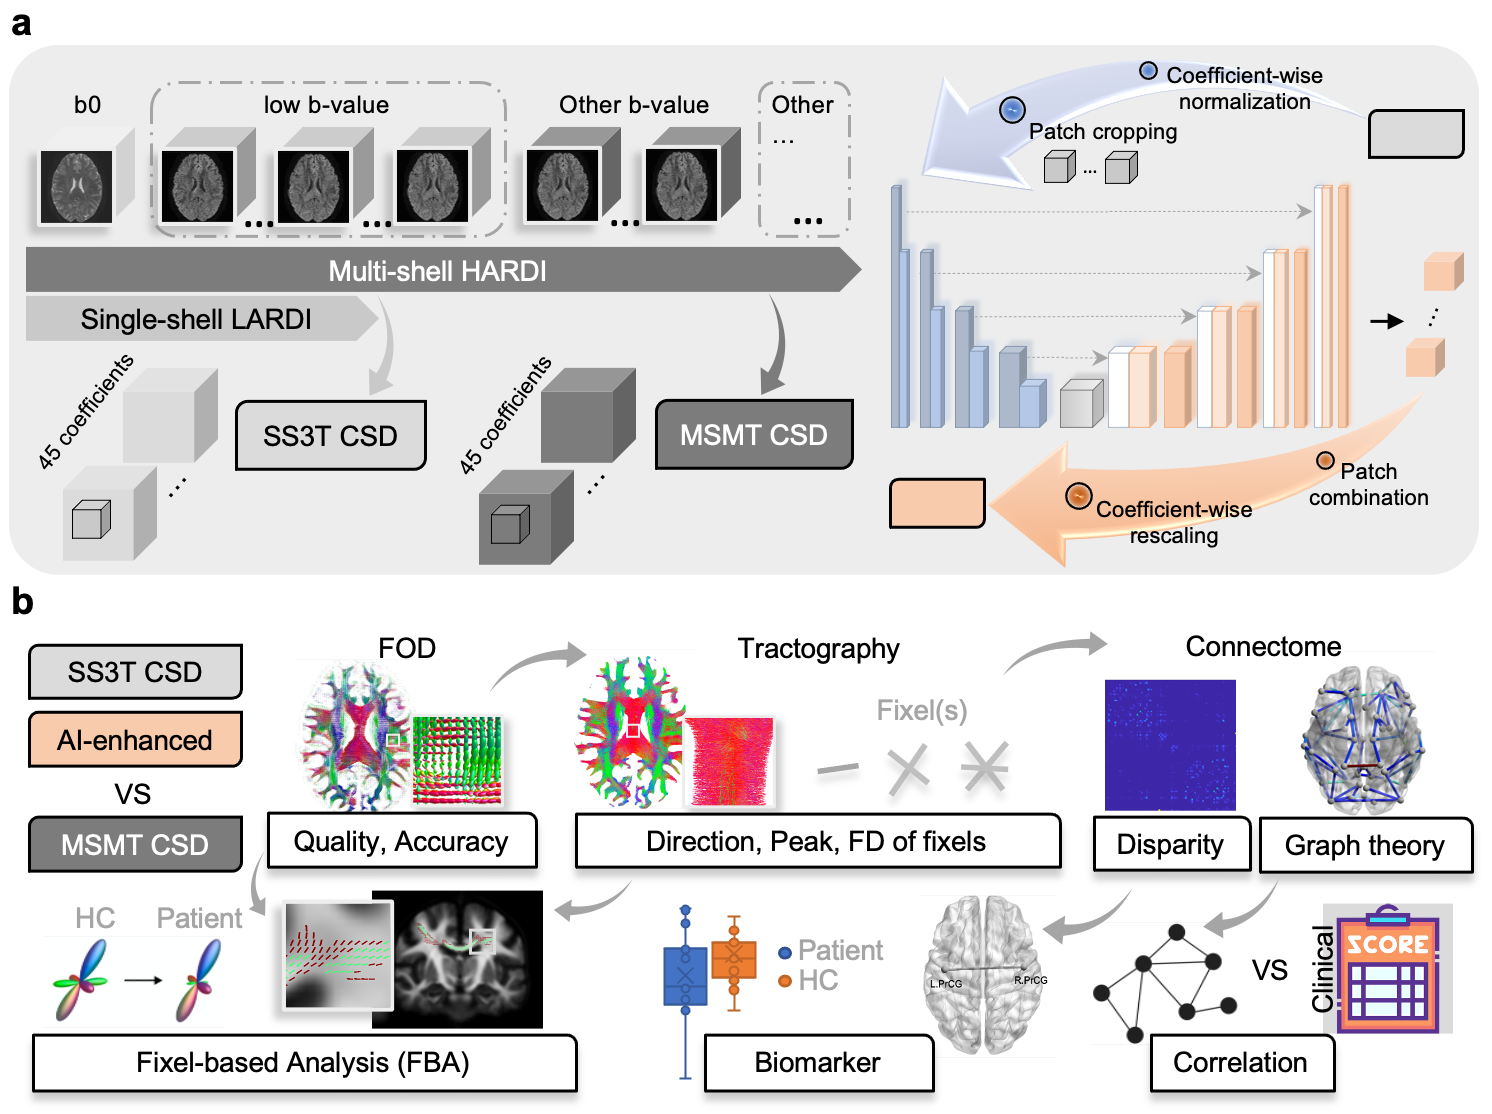 a
b0
low b-value
Other b-value
Other
...
...
...
...
...
Multi-shell HARDI
Single-shell LARDI
45 coefficients
...
SS3T CSD
45 coefficients
...
MSMT CSD
Coefficient-wise
normalization
Patch cropping
...
...
Patch
combination
Coefficient-wise
rescaling
b
SS3T CSD
AI-enhanced
VS
MSMT CSD
FOD
Quality, Accuracy
Tractography
Fixel(s)
Direction, Peak, FD of fixels
Connectome
Disparity
Graph theory
HC
Patient
Fixel-based Analysis (FBA)
Patient
HC
L.PrCG
R.PrCG
Biomarker
VS
Clinical
SCORE
Correlation